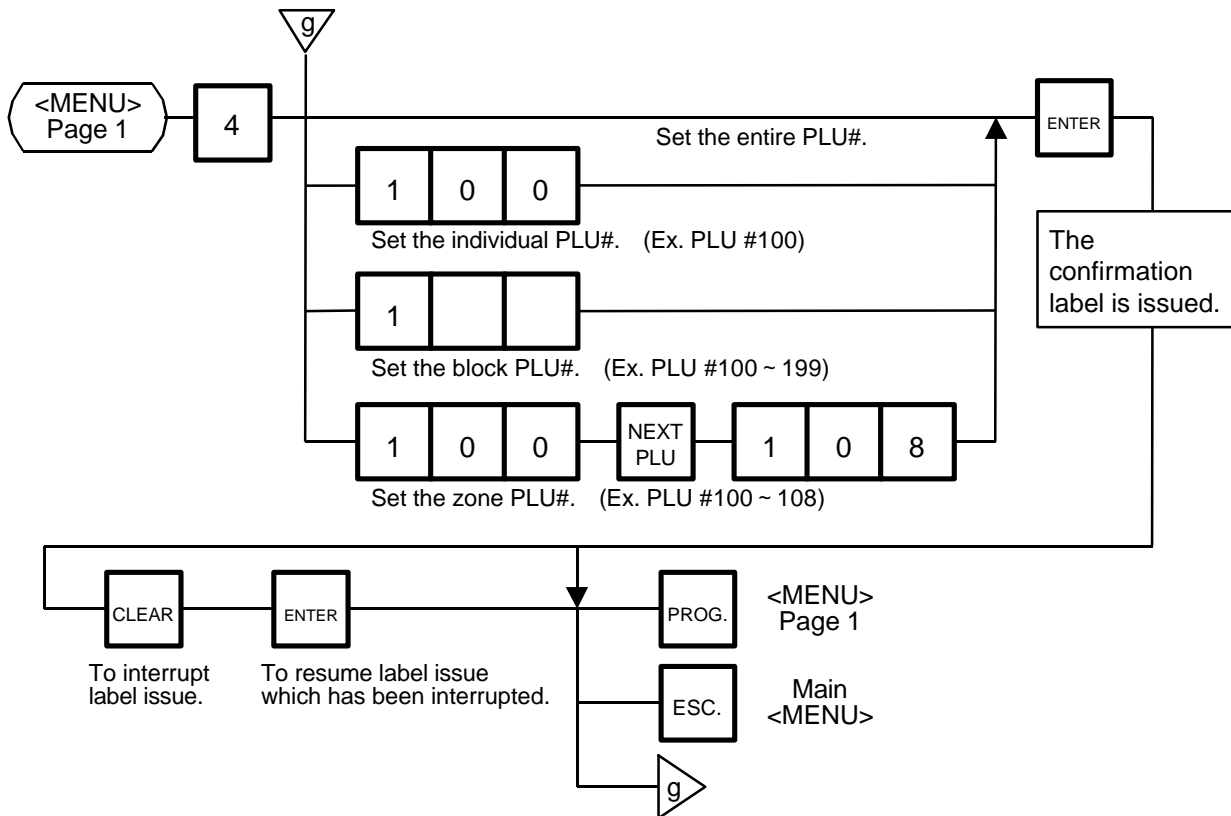 g
<MENU>
Page 1
4
Set the entire PLU#.
ENTER
1 0 0
Set the individual PLU#. (Ex. PLU #100)
The
confirmation
label is issued.
1
Set the block PLU#. (Ex. PLU #100 ~ 199)
1 0 0 NEXT PLU 1 0 8
Set the zone PLU#. (Ex. PLU #100 ~ 108)
CLEAR
ENTER
PROG.
<MENU>
Page 1
To interrupt
label issue.
To resume label issue
which has been interrupted.
ESC.
Main
<MENU>
g